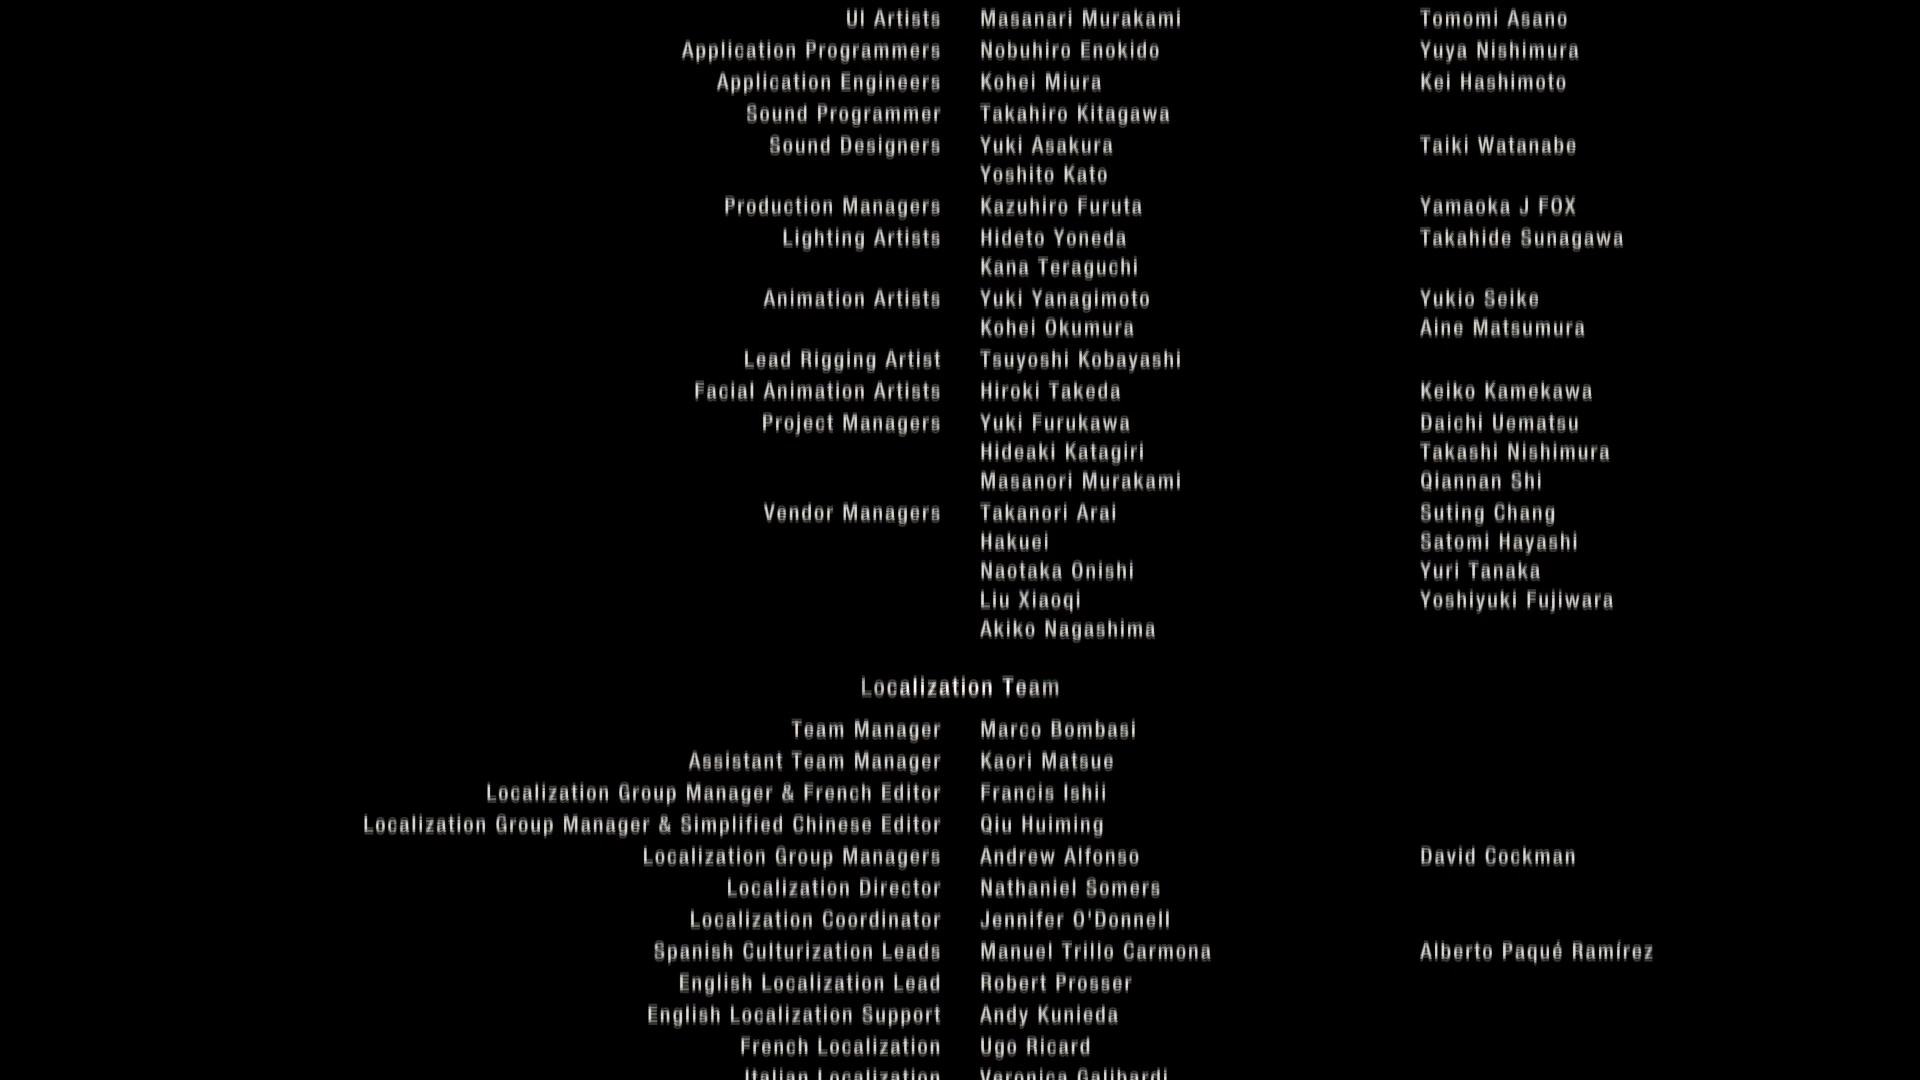 UI Artists Masanari Murakami Tomomi Asano
Application Programmers Nobuhiro Enokido Yuya Nishimura
Application Engineers Kohei Miura Kei Hashimoto
Sound Programmer Takahiro Kitagawa
Sound Designers Yuki Asakura Taiki Watanabe
Yoshito Kato
Production Managers Kazuhiro Furuta Yamaoka J FOX
Lighting Artists Hideto Yoneda Takahide Sunagawa
Kana Teraguchi
Animation Artists Yuki Yanagimoto Yukio Seike
Kohei Okumura Aine Matsumura
Lead Rigging Artist Tsuyoshi Kobayashi
Facial Animation Artists Hiroki Takeda Keiko Kamekawa
Project Managers Yuki Furukawa Daichi Uematsu
Hideaki Katagiri Takashi Nishimura
Masanori Murakami Qiannan Shi
Vendor Managers Takanori Arai Suting Chang
Hakuei Satomi Hayashi
Naotaka Onishi Yuri Tanaka
Liu Xiaoqi Yoshiyuki Fujiwara
Akiko Nagashima
Localization Team
Team Manager Marco Bombasi
Assistant Team Manager Kaori Matsue
Localization Group Manager & French Editor Francis Ishii
Localization Group Manager & Simplified Chinese Editor Qiu Huiming
Localization Group Managers Andrew Alfonso David Cockman
Localization Director Nathaniel Somers
Localization Coordinator Jennifer O'Donnell
Spanish Culturization Leads Manuel Trillo Carmona Alberto Paqué Ramírez
English Localization Lead Robert Prosser
English Localization Support Andy Kunieda
French Localization Ugo Ricard
Italian Localization Veronica Galibardi